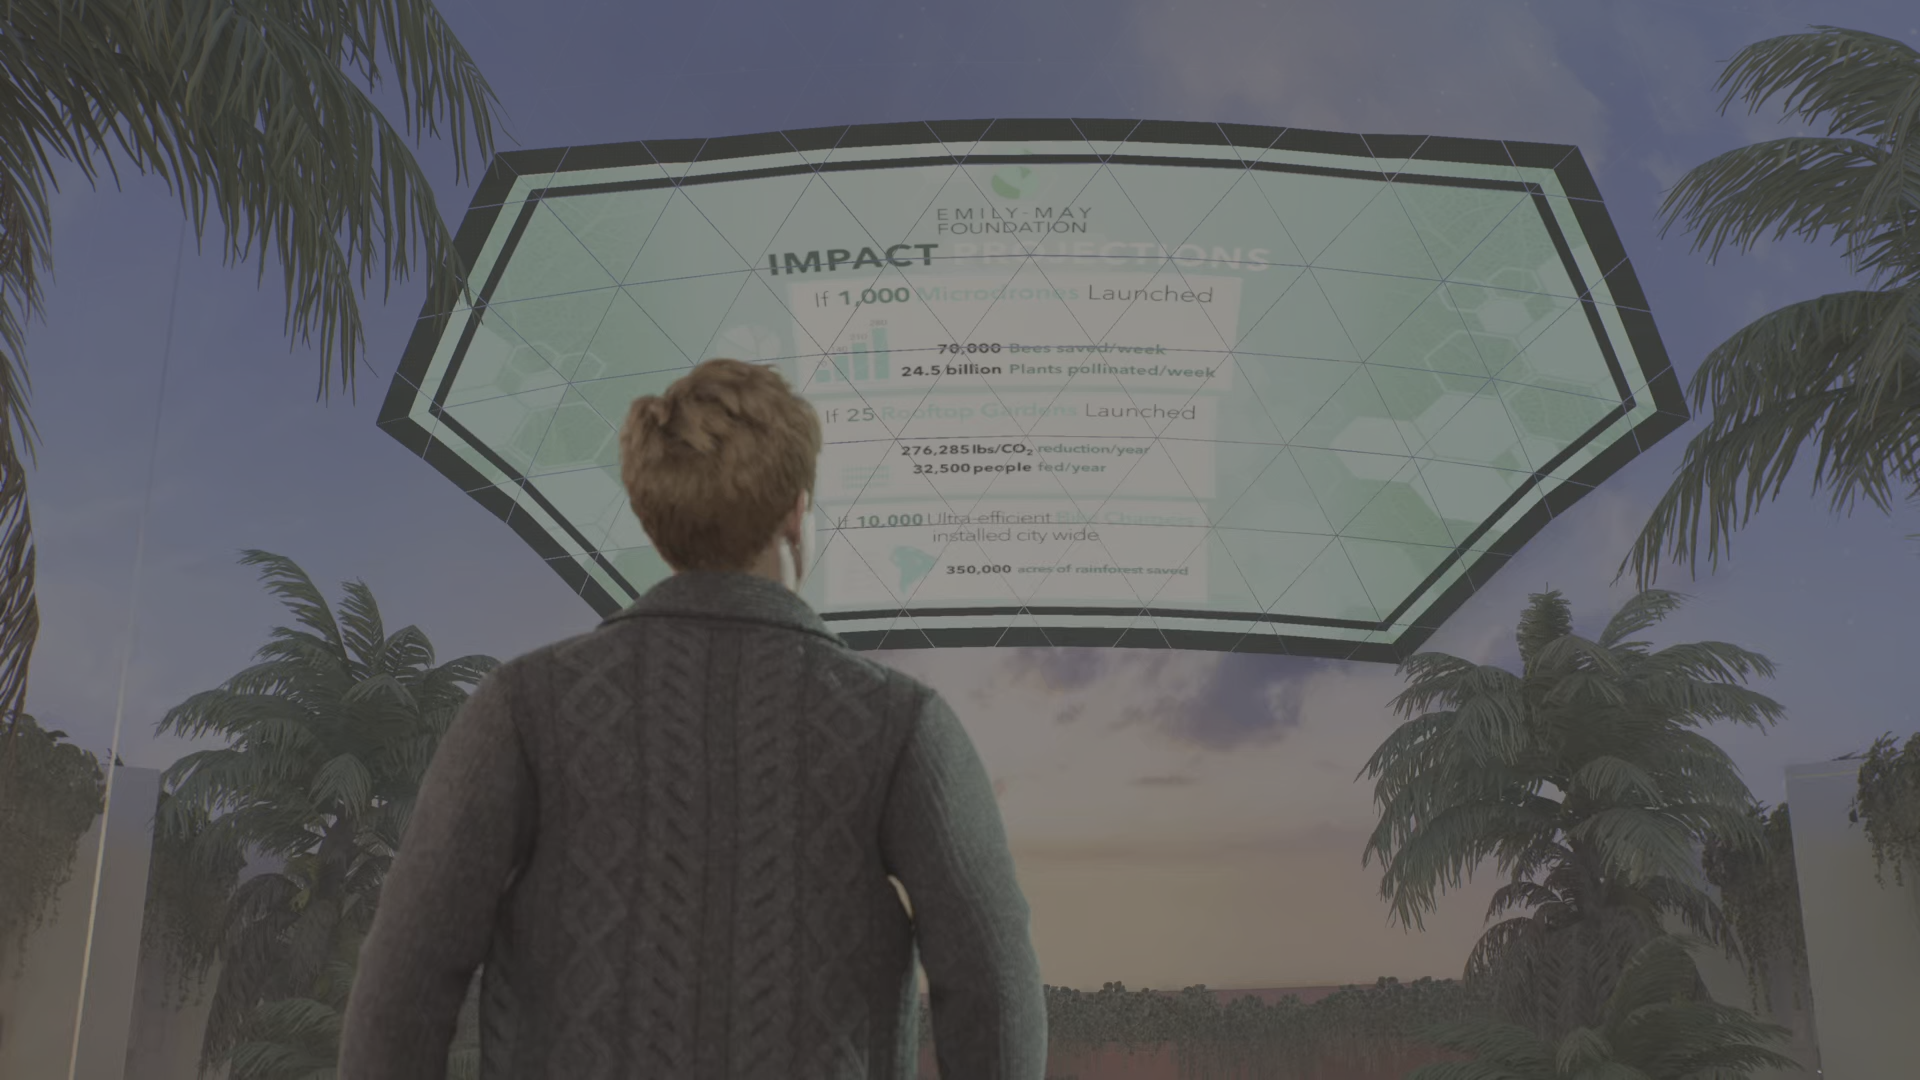 EMILY-MAY
FOUNDATION
IMPACT PROJECTIONS
If 1,000 Microdrones Launched
70,000 Bees saved/week
24.5 billion Plants pollinated/week
If 25 Rooftop Gardens Launched
276,285 lbs/CO₂ reduction/year
32,500 people fed/year
If 10,000 Ultra-efficient
installed city wide
350,000 acres of rainforest saved